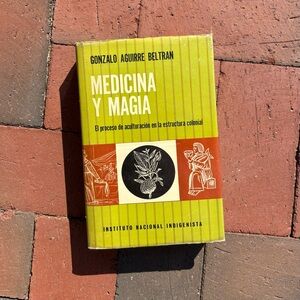 GONZALO AGUIRRE BELTRAN
MEDICINA
Y MAGIA
El proceso de aculturación en la estructura colonial
INSTITUTO NACIONAL INDIGENISTA